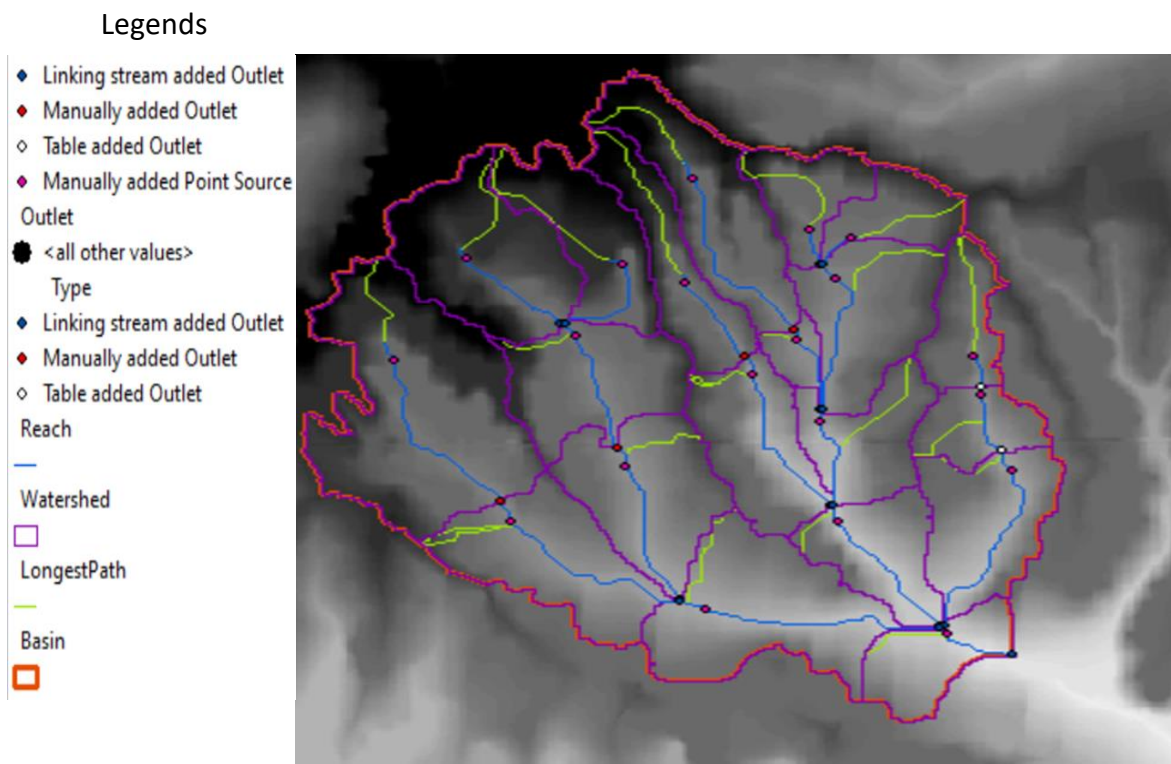 Legends
Linking stream added Outlet
Manually added Outlet
Table added Outlet
Manually added Point Source
Outlet
<all other values>
Type
Linking stream added Outlet
Manually added Outlet
Table added Outlet
Reach
Watershed
LongestPath
Basin